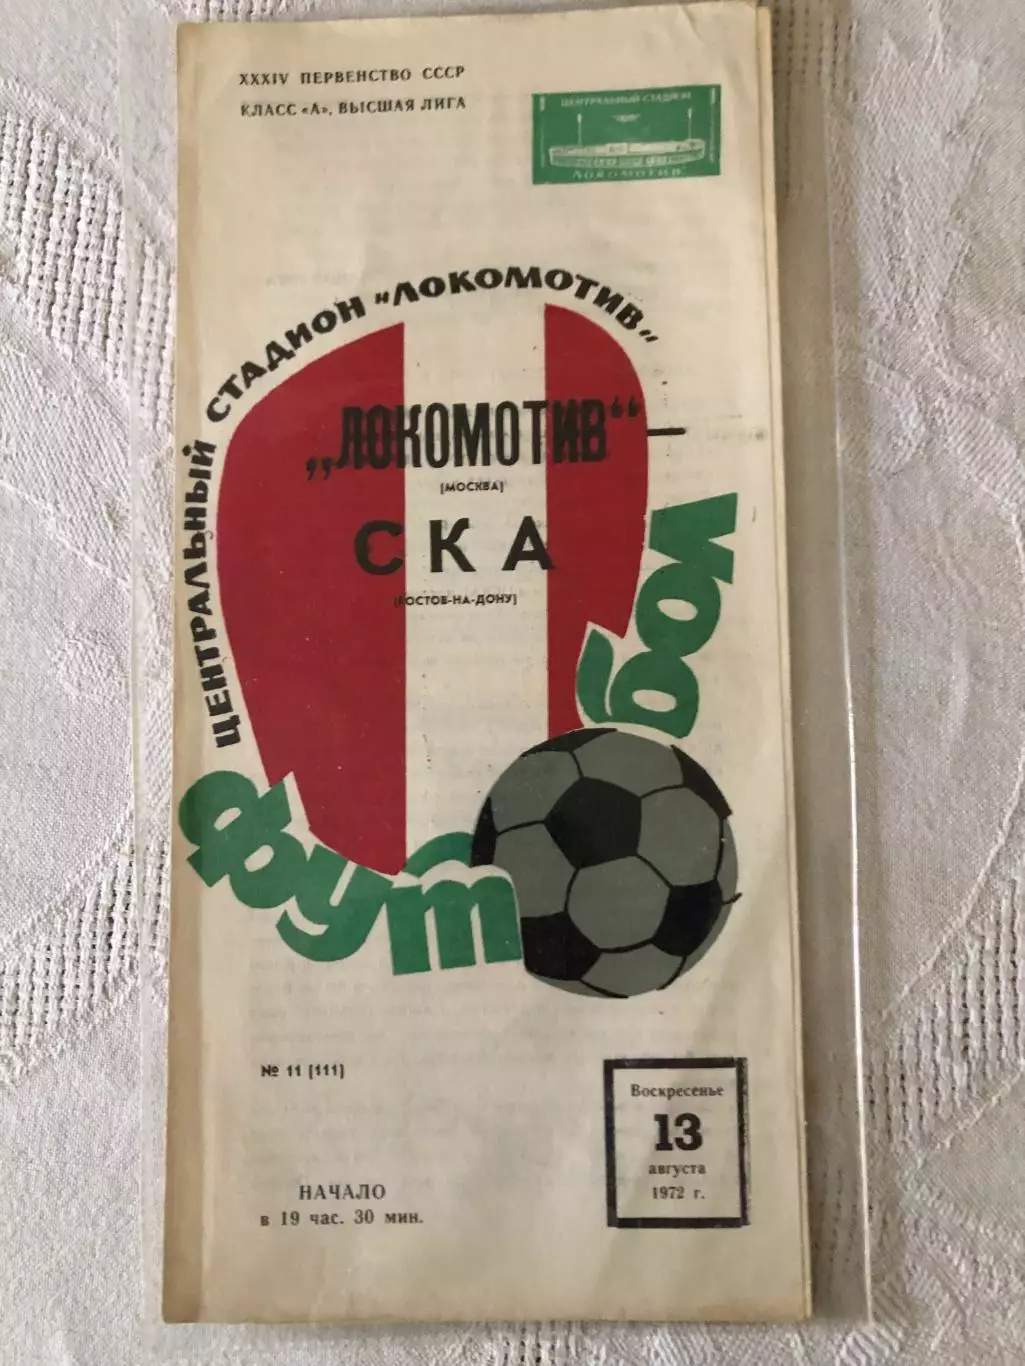 XXXIV ПЕРВЕНСТВО СССР
КЛАСС «А», ВЫСШАЯ ЛИГА
ЦЕНТРАЛЬНЫЙ СТАДИОН
ЛОКОМОТИВ
ЦЕНТРАЛЬНЫЙ СТАДИОН „ЛОКОМОТИВ“
„ЛОКОМОТИВ“ —
(МОСКВА)
СКА
(РОСТОВ-НА-ДОНУ)
футбол
№ 11 (111)
Воскресенье
13
августа
1972 г.
НАЧАЛО
в 19 час. 30 мин.